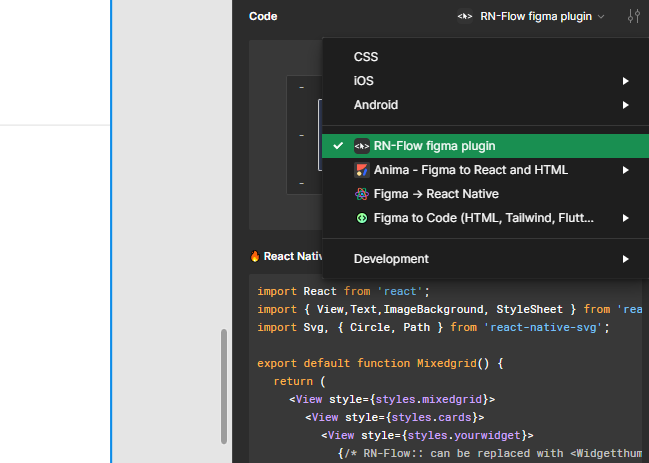 Code
RN-Flow figma plugin
CSS
iOS
Android
RN-Flow figma plugin
Anima - Figma to React and HTML
Figma → React Native
Figma to Code (HTML, Tailwind, Flutt...
Development
-
-
-
🔥 React Nativ
import React from 'react';
import { View,Text,ImageBackground, StyleSheet } from 'rea
import Svg, { Circle, Path } from 'react-native-svg';
export default function Mixedgrid() {
return (
<View style={styles.mixedgrid}>
<View style={styles.cards}>
<View style={styles.yourwidget}>
{/* RN-Flow:: can be replaced with <Widgetthum